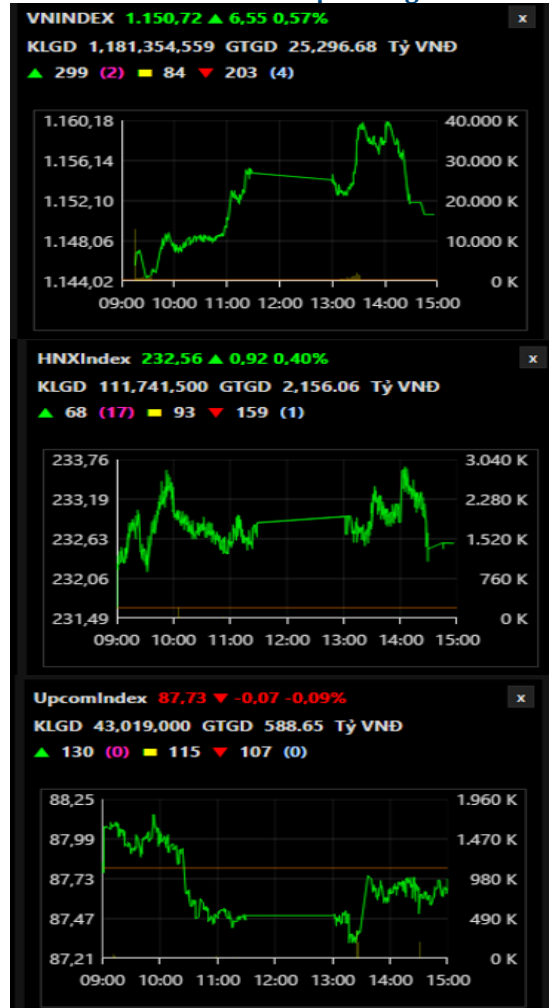 VNINDEX 1.150,72 ▲ 6,55 0,57% x
KLGD 1,181,354,559 GTGD 25,296.68 Tỷ VNĐ
▲ 299 (2) ▬ 84 ▼ 203 (4)
1.160,18 40.000 K
1.156,14 30.000 K
1.152,10 20.000 K
1.148,06 10.000 K
1.144,02 0 K
09:00 10:00 11:00 12:00 13:00 14:00 15:00
HNXIndex 232,56 ▲ 0,92 0,40% x
KLGD 111,741,500 GTGD 2,156.06 Tỷ VNĐ
▲ 68 (17) ▬ 93 ▼ 159 (1)
233,76 3.040 K
233,19 2.280 K
232,63 1.520 K
232,06 760 K
231,49 0 K
09:00 10:00 11:00 12:00 13:00 14:00 15:00
UpcomIndex 87,73 ▼ -0,07 -0,09% x
KLGD 43,019,000 GTGD 588.65 Tỷ VNĐ
▲ 130 (0) ▬ 115 ▼ 107 (0)
88,25 1.960 K
87,99 1.470 K
87,73 980 K
87,47 490 K
87,21 0 K
09:00 10:00 11:00 12:00 13:00 14:00 15:00